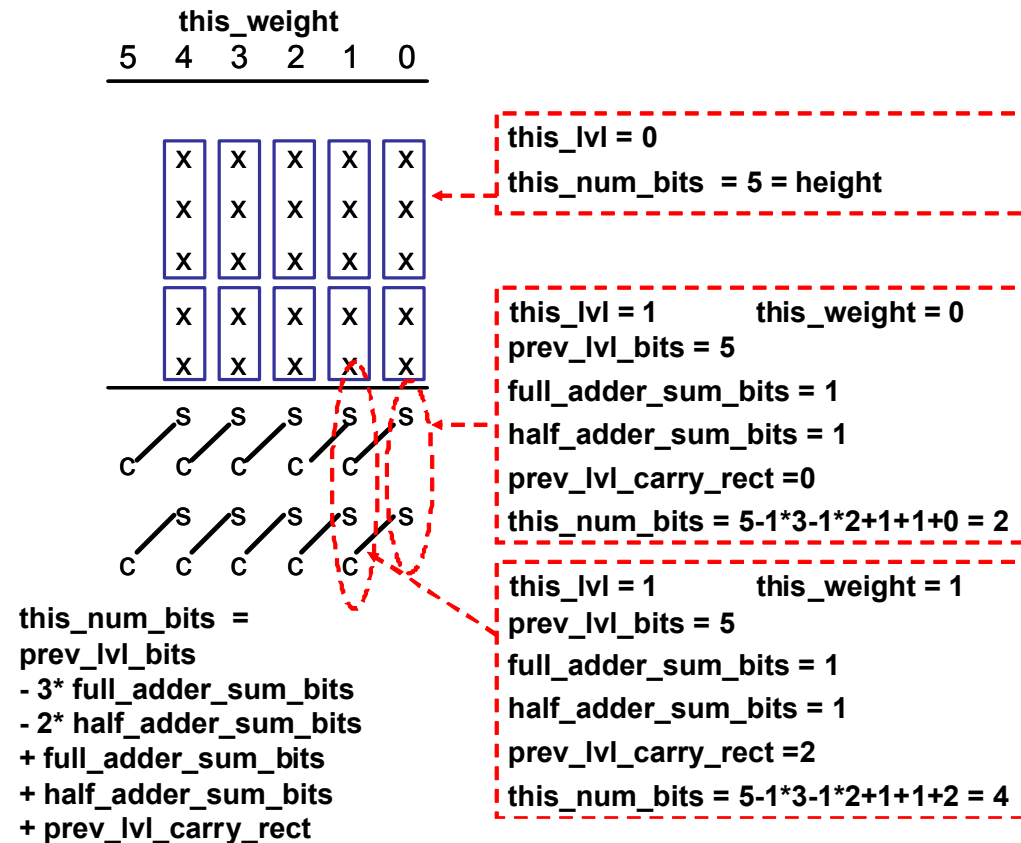 this_weight
5 4 3 2 1 0
x x x x x
x x x x x
x x x x x
x x x x x
x x x x x
S S S S S
C C C C C
S S S S S
C C C C C
this_num_bits =
prev_lvl_bits
- 3* full_adder_sum_bits
- 2* half_adder_sum_bits
+ full_adder_sum_bits
+ half_adder_sum_bits
+ prev_lvl_carry_rect
this_lvl = 0
this_num_bits = 5 = height
this_lvl = 1 this_weight = 0
prev_lvl_bits = 5
full_adder_sum_bits = 1
half_adder_sum_bits = 1
prev_lvl_carry_rect =0
this_num_bits = 5-1*3-1*2+1+1+0 = 2
this_lvl = 1 this_weight = 1
prev_lvl_bits = 5
full_adder_sum_bits = 1
half_adder_sum_bits = 1
prev_lvl_carry_rect =2
this_num_bits = 5-1*3-1*2+1+1+2 = 4